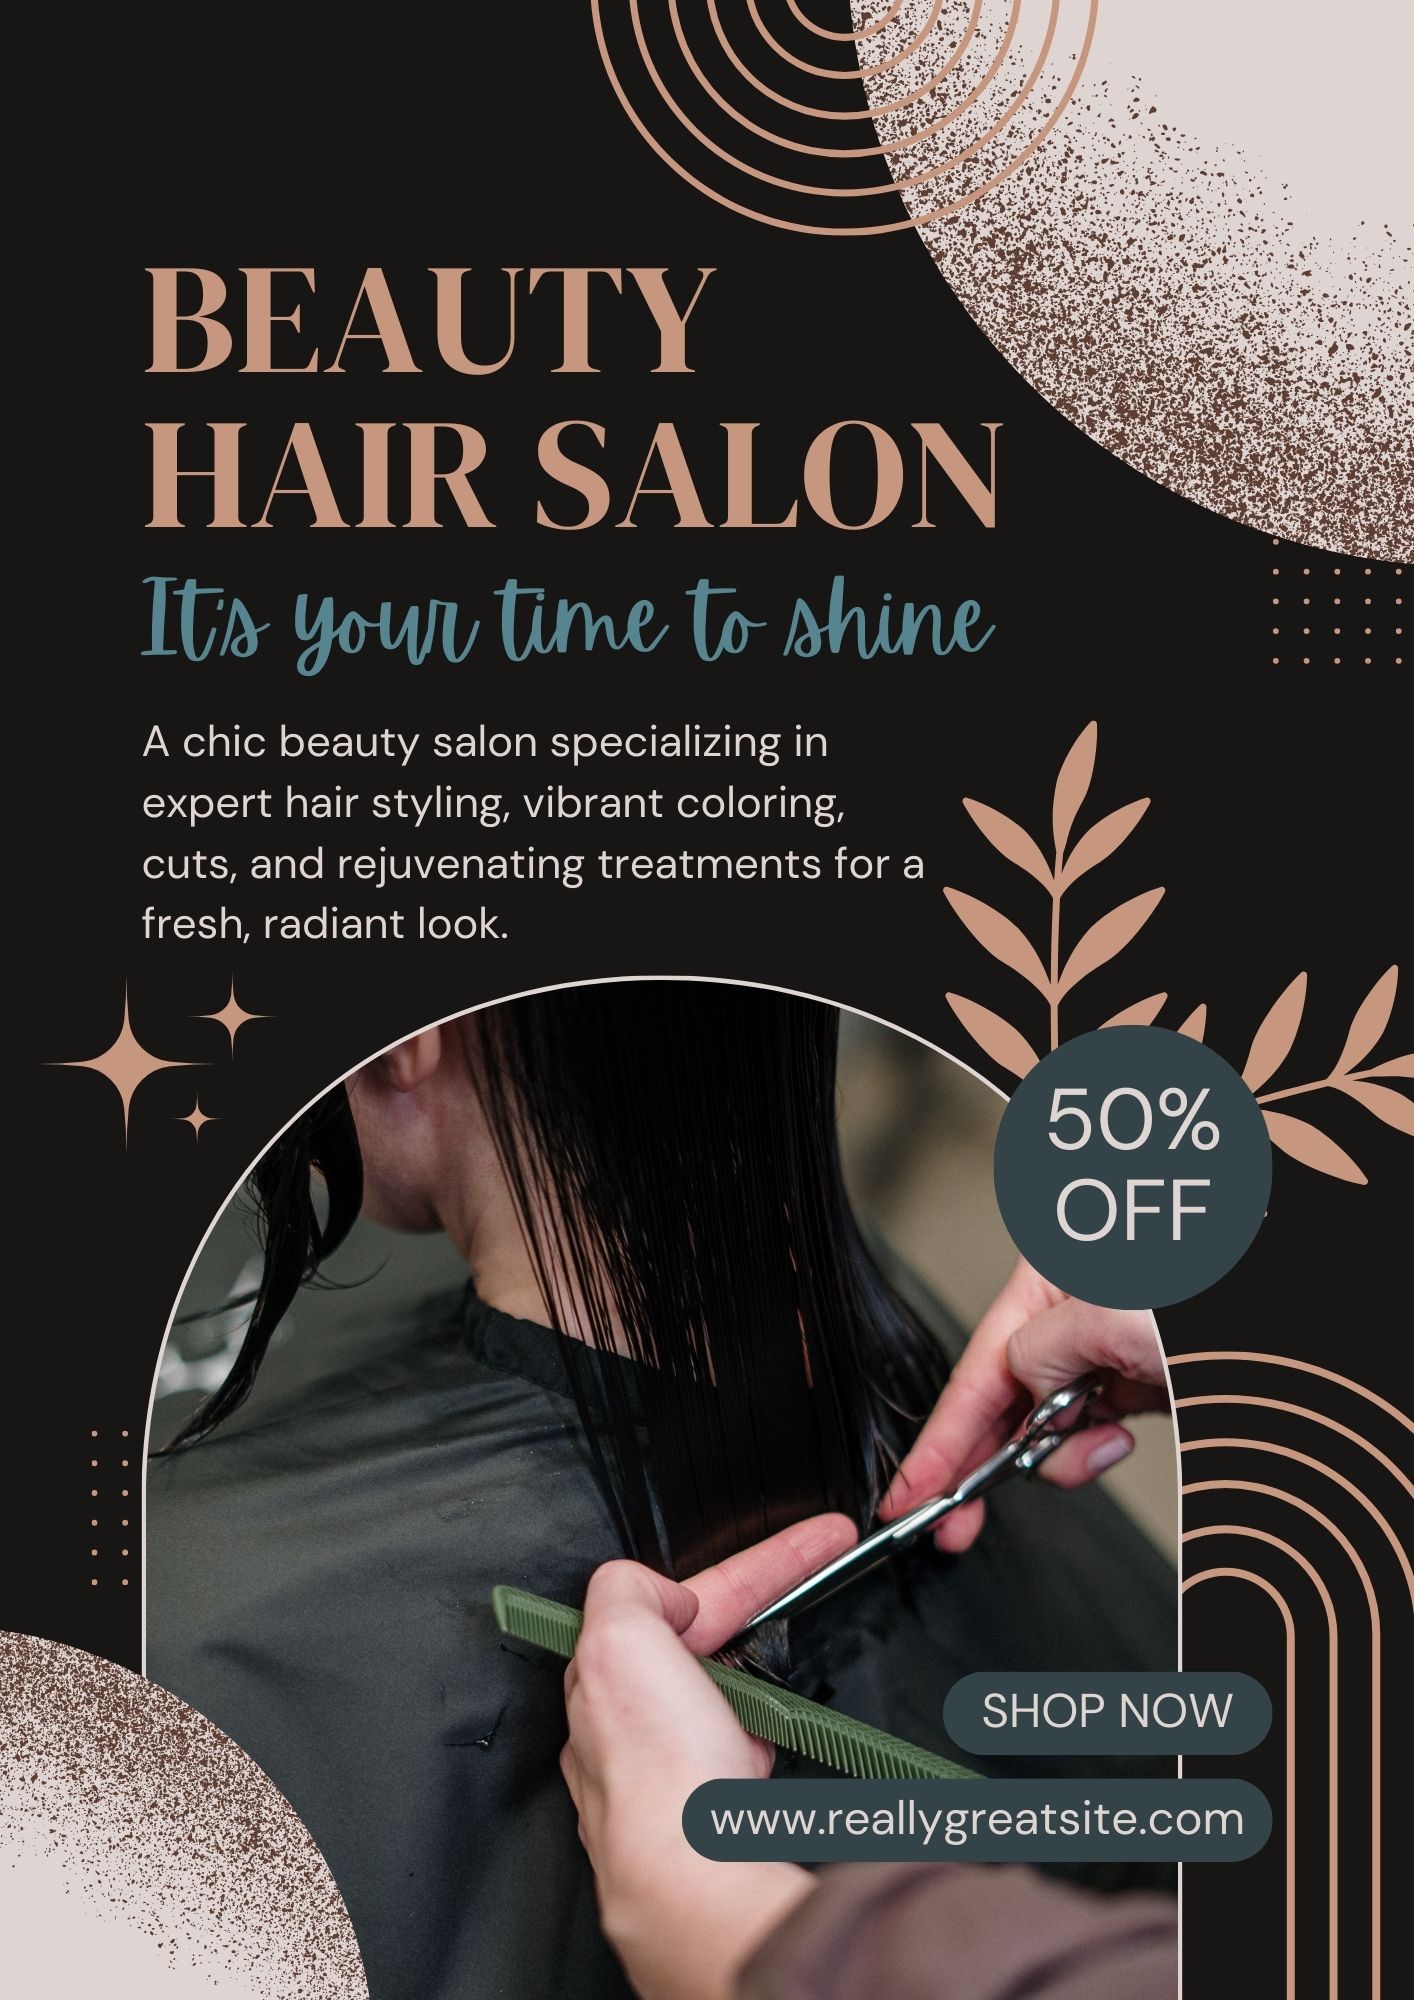 BEAUTY
HAIR SALON
It's your time to shine
A chic beauty salon specializing in
expert hair styling, vibrant coloring,
cuts, and rejuvenating treatments for a
fresh, radiant look.
50%
OFF
SHOP NOW
www.reallygreatsite.com